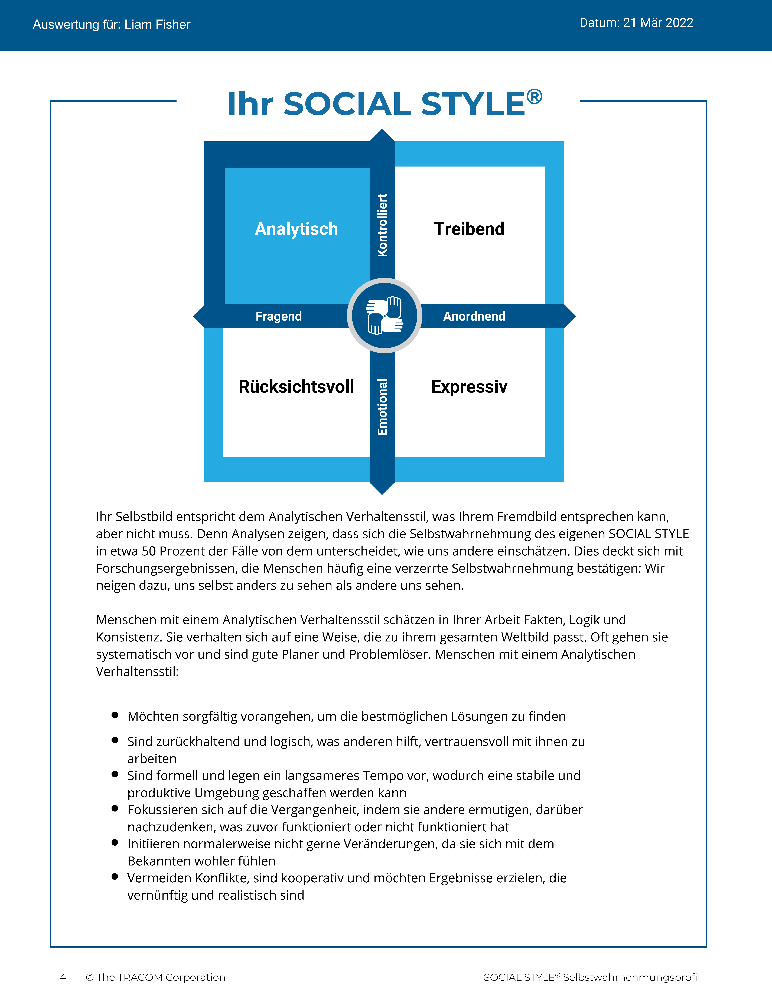 Auswertung für: Liam Fisher
Datum: 21 Mär 2022
Ihr SOCIAL STYLE®
Kontrolliert
Analytisch
Treibend
Fragend
Anordnend
Rücksichtsvoll
Expressiv
Emotional
Ihr Selbstbild entspricht dem Analytischen Verhaltensstil, was Ihrem Fremdbild entsprechen kann,
aber nicht muss. Denn Analysen zeigen, dass sich die Selbstwahrnehmung des eigenen SOCIAL STYLE
in etwa 50 Prozent der Fälle von dem unterscheidet, wie uns andere einschätzen. Dies deckt sich mit
Forschungsergebnissen, die Menschen häufig eine verzerrte Selbstwahrnehmung bestätigen: Wir
neigen dazu, uns selbst anders zu sehen als andere uns sehen.
Menschen mit einem Analytischen Verhaltensstil schätzen in Ihrer Arbeit Fakten, Logik und
Konsistenz. Sie verhalten sich auf eine Weise, die zu ihrem gesamten Weltbild passt. Oft gehen sie
systematisch vor und sind gute Planer und Problemlöser. Menschen mit einem Analytischen
Verhaltensstil:
• Möchten sorgfältig vorangehen, um die bestmöglichen Lösungen zu finden
• Sind zurückhaltend und logisch, was anderen hilft, vertrauensvoll mit ihnen zu
arbeiten
• Sind formell und legen ein langsameres Tempo vor, wodurch eine stabile und
produktive Umgebung geschaffen werden kann
• Fokussieren sich auf die Vergangenheit, indem sie andere ermutigen, darüber
nachzudenken, was zuvor funktioniert oder nicht funktioniert hat
• Initiieren normalerweise nicht gerne Veränderungen, da sie sich mit dem
Bekannten wohler fühlen
• Vermeiden Konflikte, sind kooperativ und möchten Ergebnisse erzielen, die
vernünftig und realistisch sind
4 © The TRACOM Corporation
SOCIAL STYLE® Selbstwahrnehmungsprofil